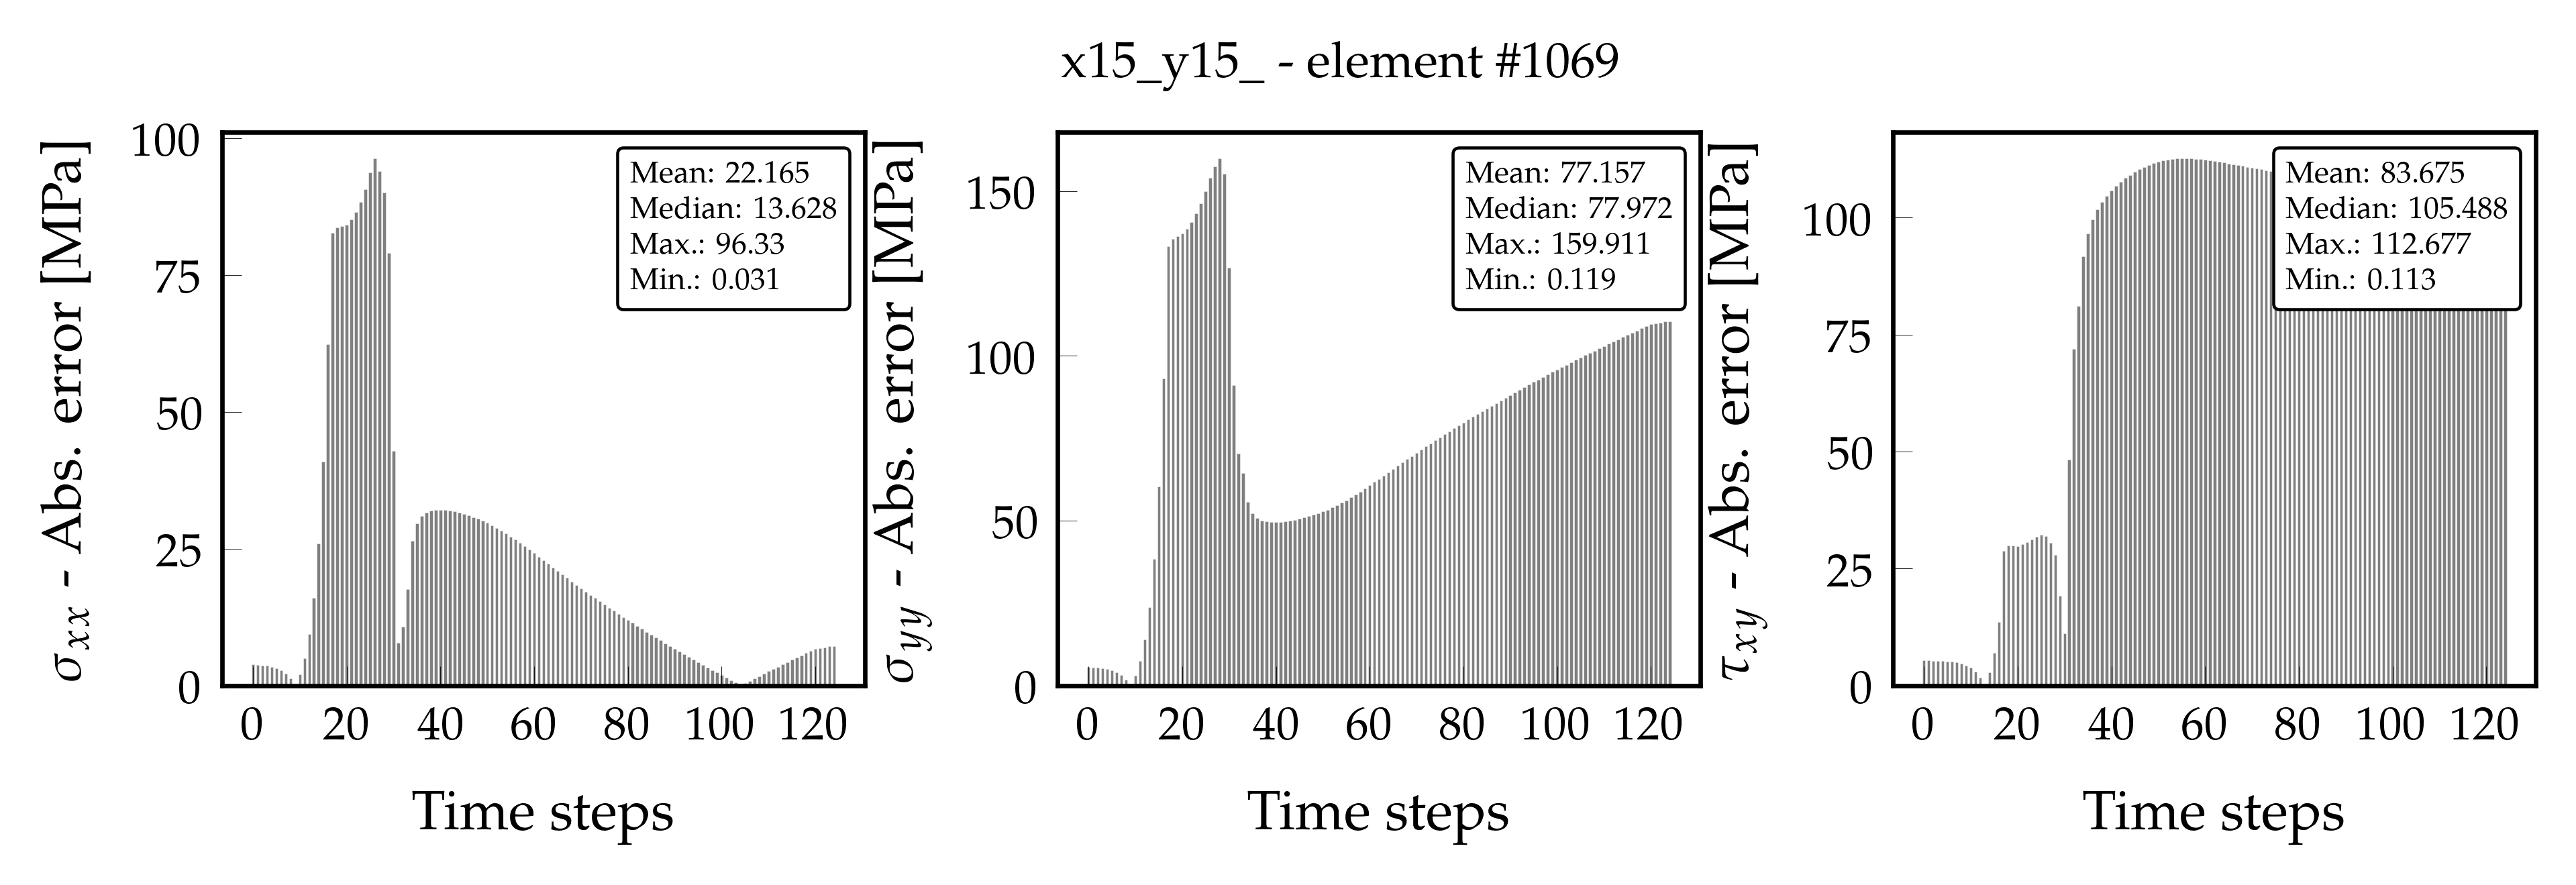 x15_y15_ - element #1069
σxx - Abs. error [MPa]
100
75
50
25
0
Mean: 22.165
Median: 13.628
Max.: 96.33
Min.: 0.031
0 20 40 60 80 100 120
Time steps
σyy - Abs. error [MPa]
150
100
50
0
Mean: 77.157
Median: 77.972
Max.: 159.911
Min.: 0.119
0 20 40 60 80 100 120
Time steps
τxy - Abs. error [MPa]
100
75
50
25
0
Mean: 83.675
Median: 105.488
Max.: 112.677
Min.: 0.113
0 20 40 60 80 100 120
Time steps